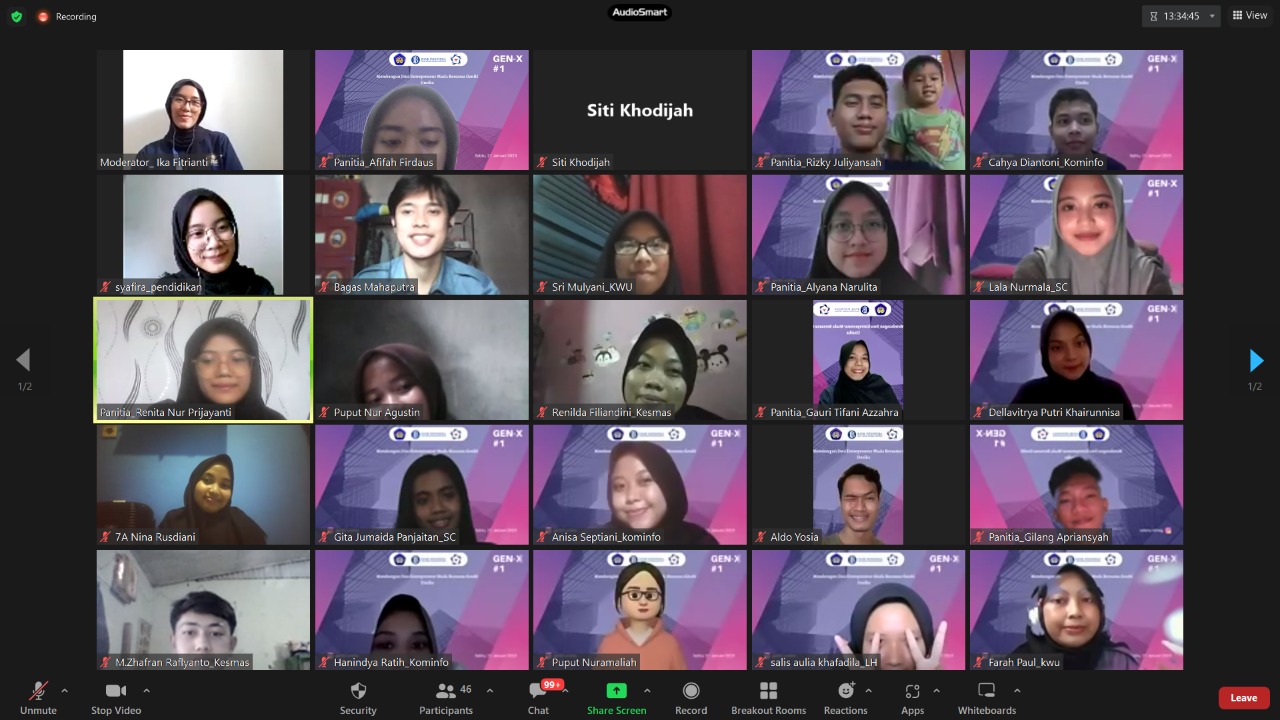 Recording
AudioSmart
13:34:45
View
Moderator_ Ika Fitrianti
GEN-X
#1
Panitia_Afifah Firdaus
Siti Khodijah
Siti Khodijah
Panitia_Rizky Juliyansah
GEN-X
#1
Cahya Diantoni_Kominfo
syafira_pendidikan
Bagas Mahaputra
Sri Mulyani_KWU
Panitia_Alyana Narulita
GEN-X
#1
Lala Nurmala_SC
Panitia_Renita Nur Prijayanti
Puput Nur Agustin
Renilda Filiandini_Kesmas
Panitia_Gauri Tifani Azzahra
GEN-X
#1
Dellavitrya Putri Khairunnisa
1/2
1/2
7A Nina Rusdiani
GEN-X
#1
Gita Jumaida Panjaitan_SC
GEN-X
#1
Anisa Septiani_kominfo
Aldo Yosia
GEN-X
#1
Panitia_Gilang Apriansyah
M.Zhafran Raflyanto_Kesmas
GEN-X
#1
Hanindya Ratih_Kominfo
GEN-X
#1
Puput Nuramaliah
GEN-X
#1
salis aulia khafadila_LH
GEN-X
#1
Farah Paul_kwu
Unmute
Stop Video
Security
46
Participants
99+
Chat
Share Screen
Record
Breakout Rooms
Reactions
Apps
Whiteboards
Leave